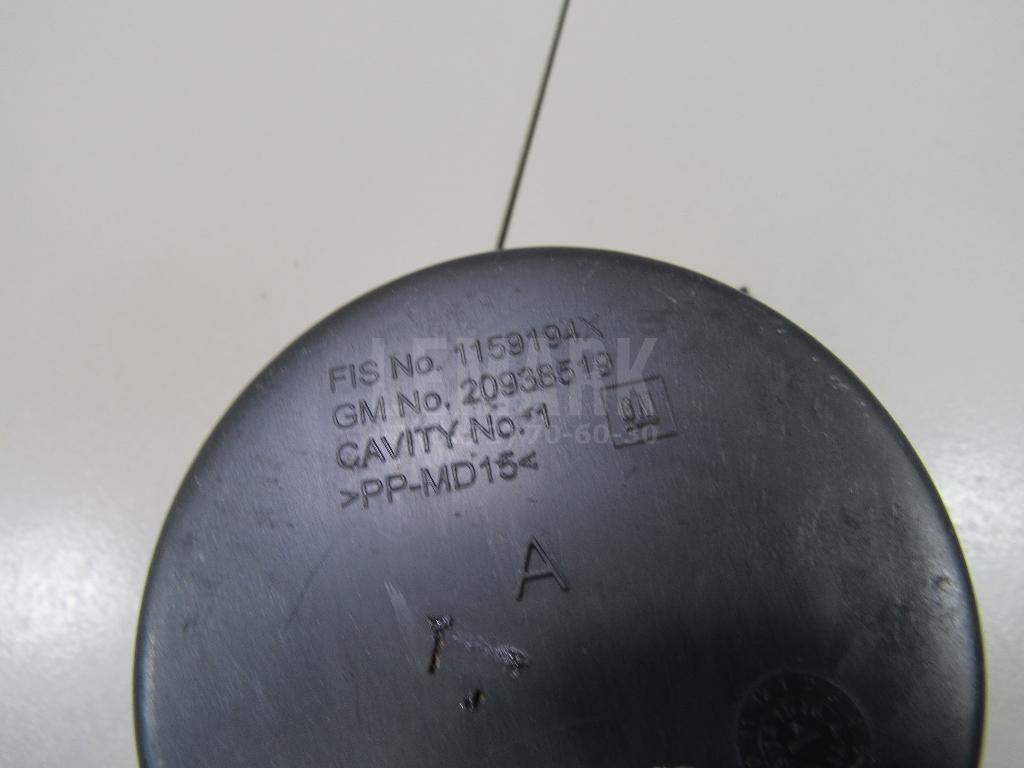 FIS No. 1159194X
GM No. 20938519
CAVITY No. 1
GM
>PP-MD15<
A